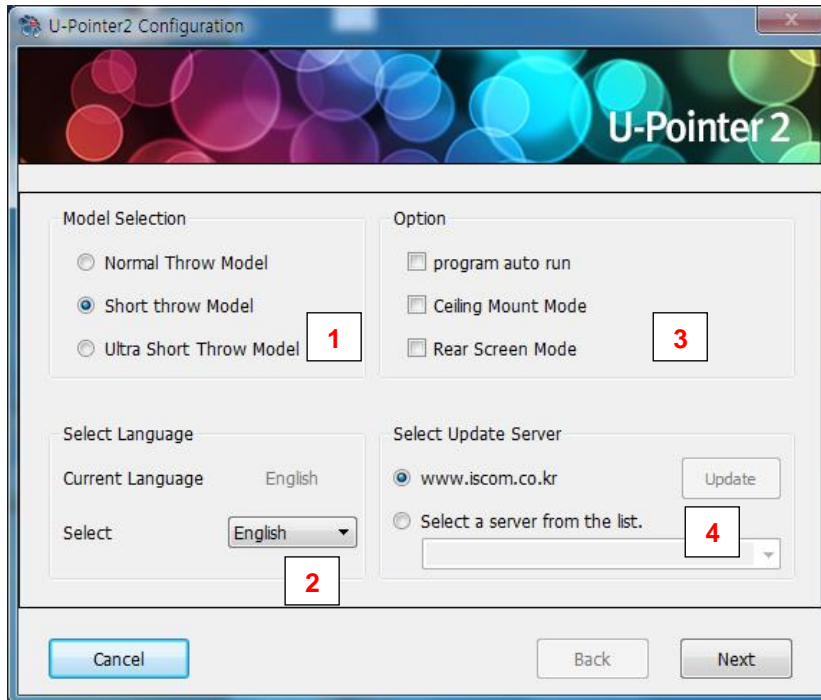 U-Pointer2 Configuration
U-Pointer 2
Model Selection
Normal Throw Model
Short throw Model
Ultra Short Throw Model
1
Option
program auto run
Ceiling Mount Mode
Rear Screen Mode
3
Select Language
Current Language English
Select English
2
Select Update Server
www.iscom.co.kr Update
Select a server from the list.
4
Cancel Back Next